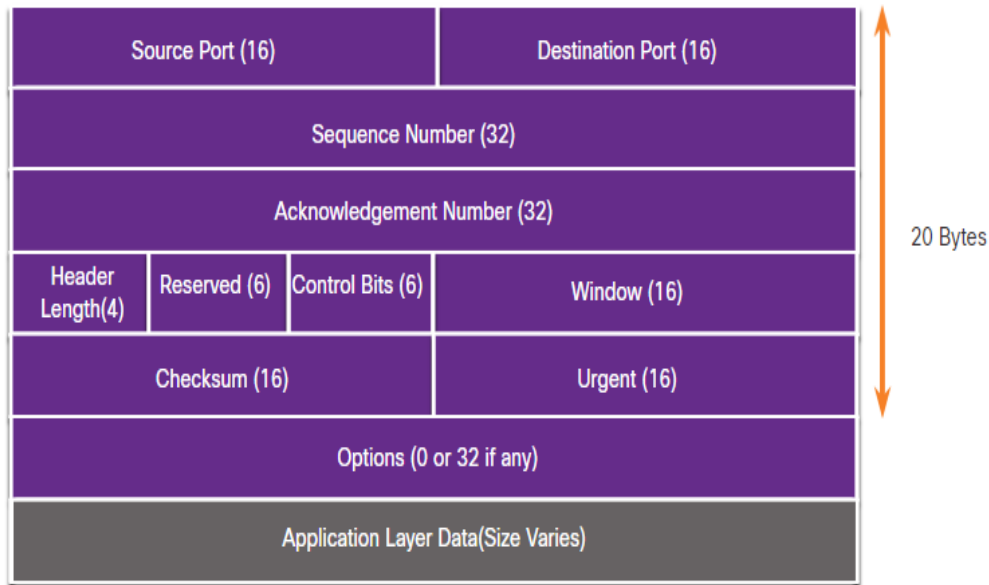 Source Port (16)
Destination Port (16)
Sequence Number (32)
Acknowledgement Number (32)
Header
Length(4)
Reserved (6)
Control Bits (6)
Window (16)
Checksum (16)
Urgent (16)
Options (0 or 32 if any)
Application Layer Data(Size Varies)
20 Bytes